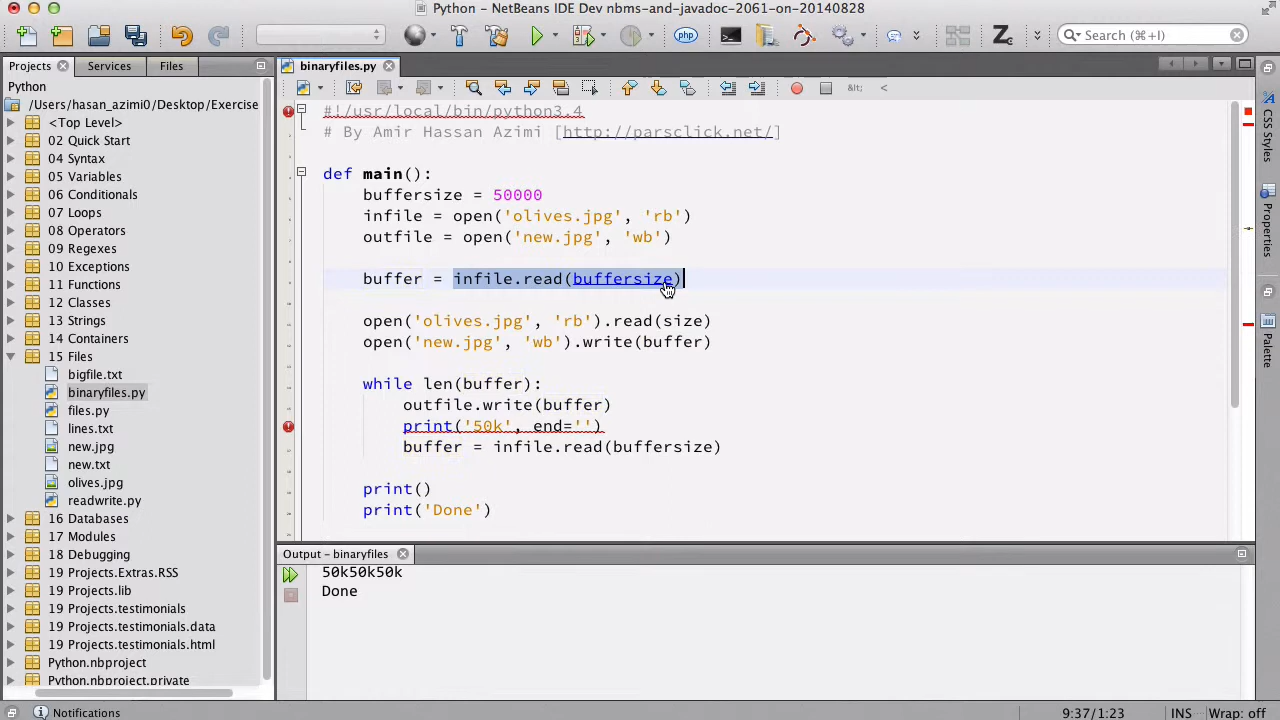 Python - NetBeans IDE Dev nbms-and-javadoc-2061-on-20140828
php
Search (⌘+I)
Projects
Services
Files
binaryfiles.py
Python
/Users/hasan_azimi0/Desktop/Exercise
<Top Level>
02 Quick Start
04 Syntax
05 Variables
06 Conditionals
07 Loops
08 Operators
09 Regexes
10 Exceptions
11 Functions
12 Classes
13 Strings
14 Containers
15 Files
bigfile.txt
binaryfiles.py
files.py
lines.txt
new.jpg
new.txt
olives.jpg
readwrite.py
16 Databases
17 Modules
18 Debugging
19 Projects.Extras.RSS
19 Projects.lib
19 Projects.testimonials
19 Projects.testimonials.data
19 Projects.testimonials.html
Python.nbproject
Python.nbproject.private
#!/usr/local/bin/python3.4
# By Amir Hassan Azimi [http://parsclick.net/]
def main():
buffersize = 50000
infile = open('olives.jpg', 'rb')
outfile = open('new.jpg', 'wb')
buffer = infile.read(buffersize)
open('olives.jpg', 'rb').read(size)
open('new.jpg', 'wb').write(buffer)
while len(buffer):
outfile.write(buffer)
print('50k', end='')
buffer = infile.read(buffersize)
print()
print('Done')
CSS Styles
Properties
Palette
Output - binaryfiles
50k50k50k
Done
Notifications
9:37/1:23
INS
Wrap: off